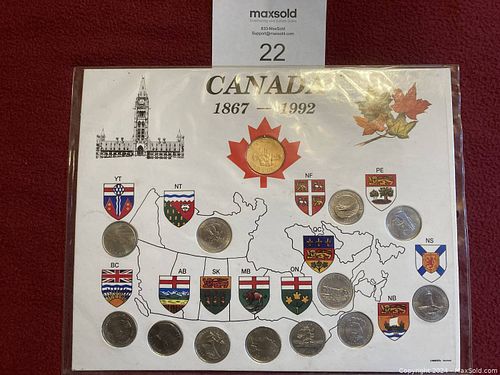 maxsold
833-MaxSold
Support@maxsold.com
22
CANADA
1867 — 1992
YT
NT
NF
PE
QC
NS
BC
AB
SK
MB
ON
NB
Copyright 2024 - MaxSold.com